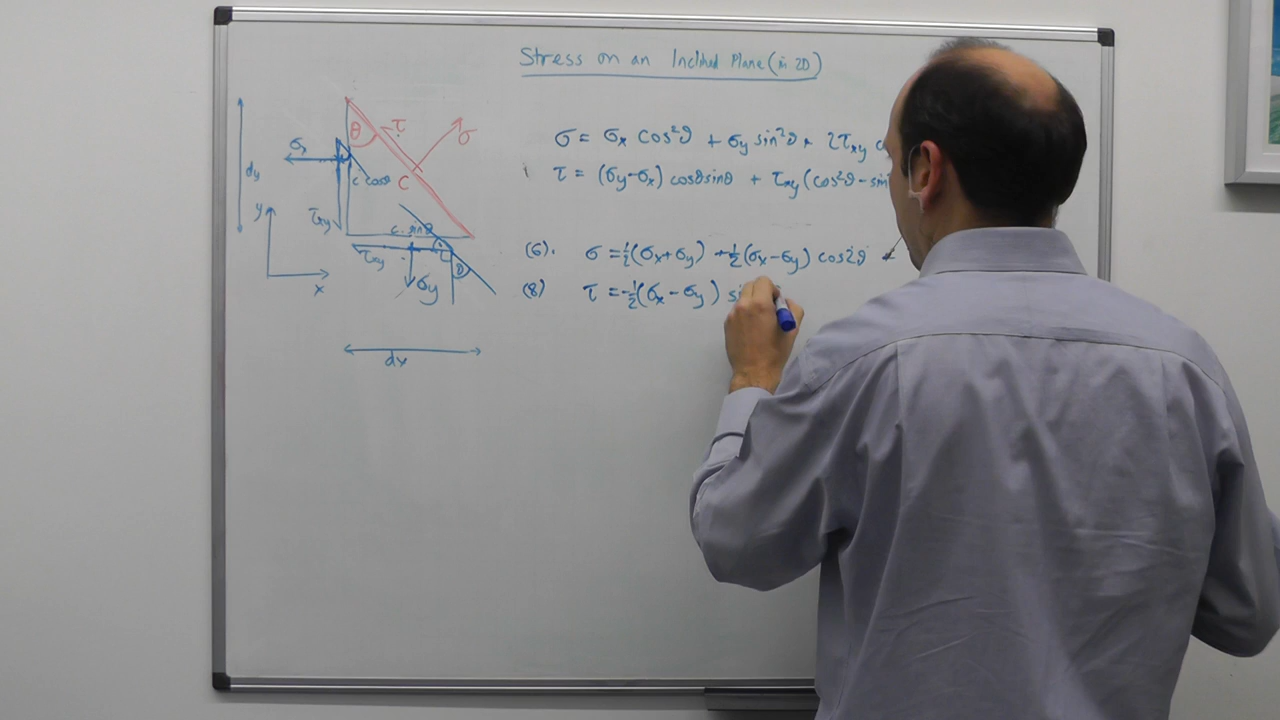 Stress on an Inclined Plane (in 2D)
σ = σx cos²θ + σy sin²θ + 2τxy c
τ = (σy-σx) cosθsinθ + τxy (cos²θ - sin
(6). σ = ½(σx+σy) + ½(σx-σy) cos2θ +
(8) τ = -½(σx-σy) si
θ
τ
σ
σx
dy
c cosθ
C
y
τxy
c. sinθ
τxy
θ
x
σy
dx